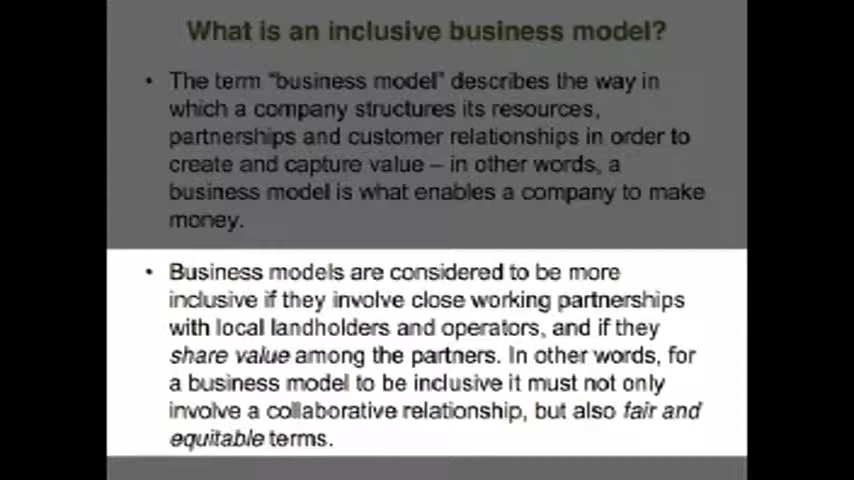 What is an inclusive business model?
• The term "business model" describes the way in
which a company structures its resources,
partnerships and customer relationships in order to
create and capture value – in other words, a
business model is what enables a company to make
money.
• Business models are considered to be more
inclusive if they involve close working partnerships
with local landholders and operators, and if they
share value among the partners. In other words, for
a business model to be inclusive it must not only
involve a collaborative relationship, but also fair and
equitable terms.